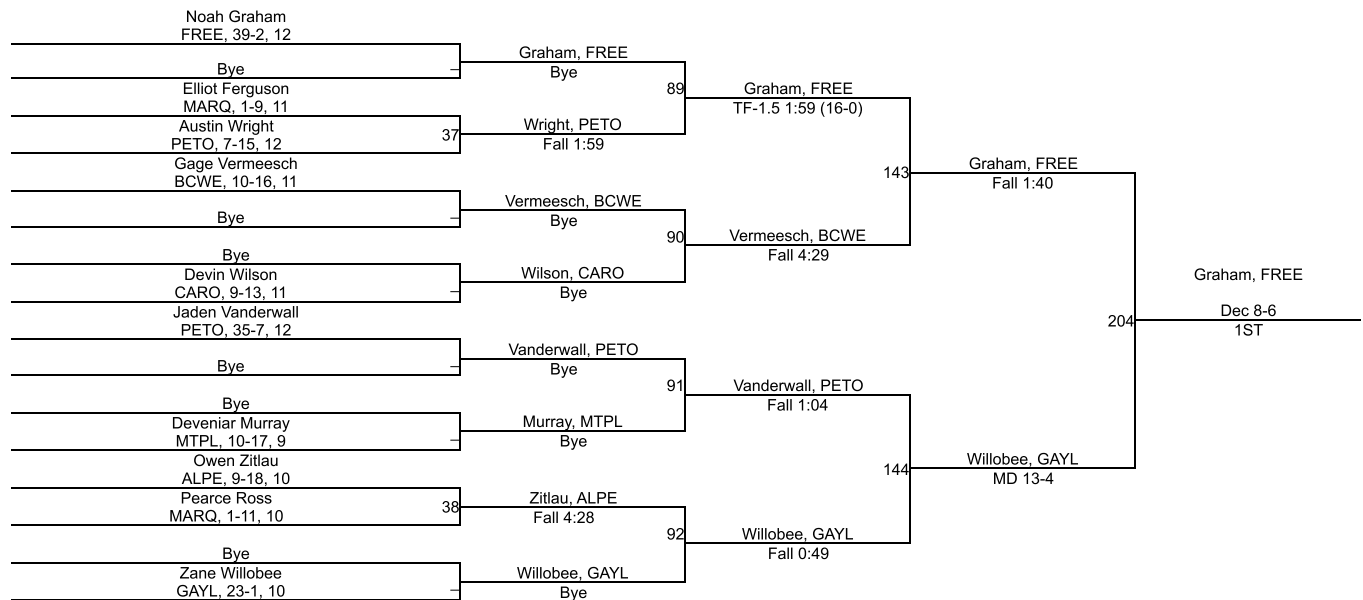 Noah Graham
FREE, 39-2, 12
Bye
Elliot Ferguson
MARQ, 1-9, 11
Austin Wright
PETO, 7-15, 12
Gage Vermeesch
BCWE, 10-16, 11
Bye
Bye
Devin Wilson
CARO, 9-13, 11
Jaden Vanderwall
PETO, 35-7, 12
Bye
Bye
Deveniar Murray
MTPL, 10-17, 9
Owen Zitlau
ALPE, 9-18, 10
Pearce Ross
MARQ, 1-11, 10
Bye
Zane Willobee
GAYL, 23-1, 10
–
37
–
–
–
–
38
–
Graham, FREE
Bye
Wright, PETO
Fall 1:59
Vermeesch, BCWE
Bye
Wilson, CARO
Bye
Vanderwall, PETO
Bye
Murray, MTPL
Bye
Zitlau, ALPE
Fall 4:28
Willobee, GAYL
Bye
89
90
91
92
Graham, FREE
TF-1.5 1:59 (16-0)
Vermeesch, BCWE
Fall 4:29
Vanderwall, PETO
Fall 1:04
Willobee, GAYL
Fall 0:49
143
144
Graham, FREE
Fall 1:40
Willobee, GAYL
MD 13-4
204
Graham, FREE
Dec 8-6
1ST